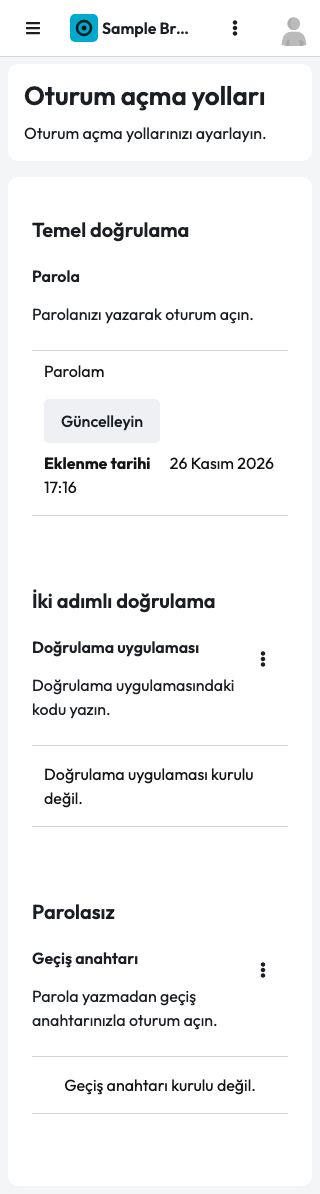 Sample Br...
Oturum açma yolları
Oturum açma yollarınızı ayarlayın.
Temel doğrulama
Parola
Parolanızı yazarak oturum açın.
Parolam
Güncelleyin
Eklenme tarihi 26 Kasım 2026
17:16
İki adımlı doğrulama
Doğrulama uygulaması
Doğrulama uygulamasındaki
kodu yazın.
Doğrulama uygulaması kurulu
değil.
Parolasız
Geçiş anahtarı
Parola yazmadan geçiş
anahtarınızla oturum açın.
Geçiş anahtarı kurulu değil.